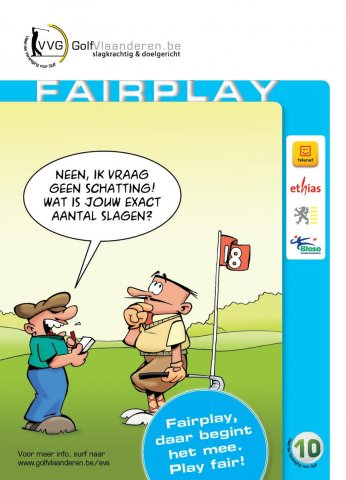 VVG
GolfVlaanderen.be
slagkrachtig & doelgericht
Vlaamse Vereniging voor Golf
FAIRPLAY
NEEN, IK VRAAG
GEEN SCHATTING!
WAT IS JOUW EXACT
AANTAL SLAGEN?
telenet
ethias
Bloso
18
Fairplay,
daar begint
het mee.
Play fair!
Voor meer info, surf naar
www.golfvlaanderen.be/evs
10